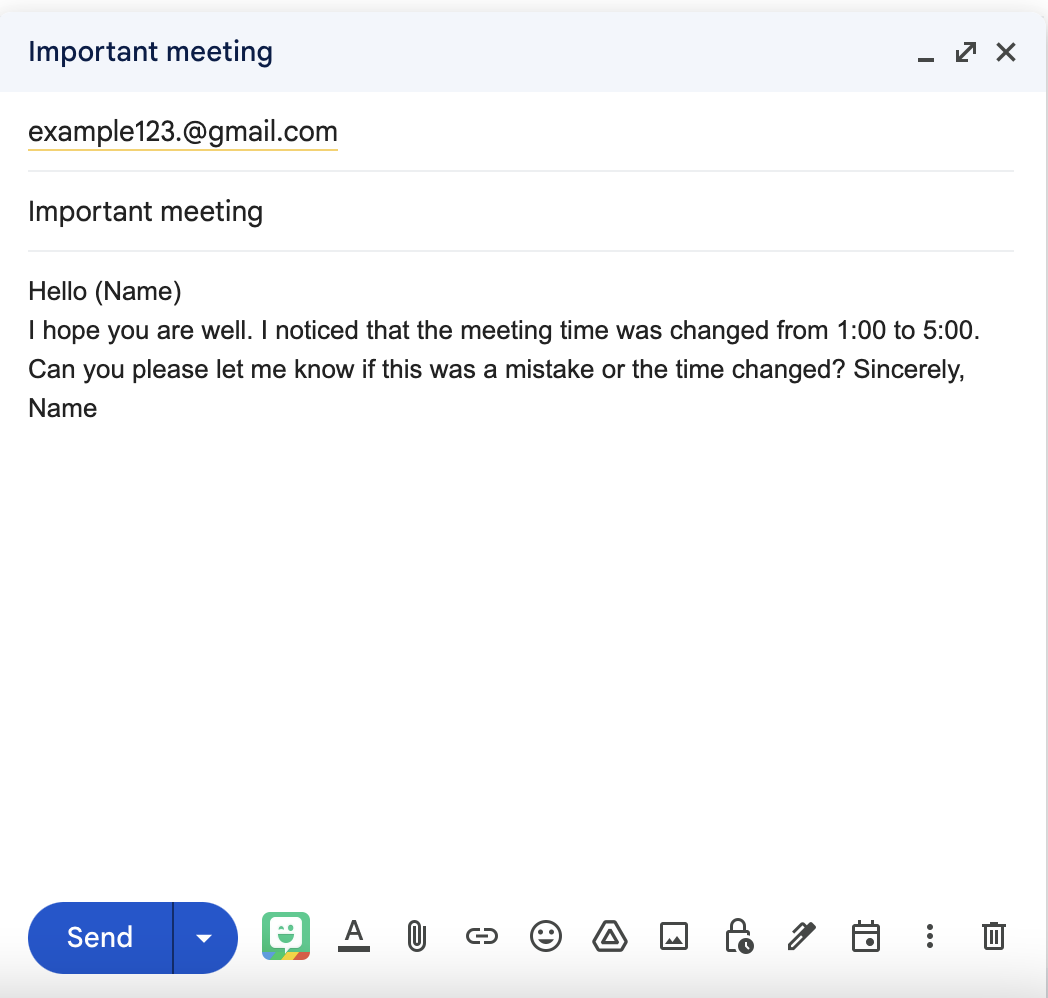 Important meeting
example123.@gmail.com
Important meeting
Hello (Name)
I hope you are well. I noticed that the meeting time was changed from 1:00 to 5:00.
Can you please let me know if this was a mistake or the time changed? Sincerely,
Name
Send